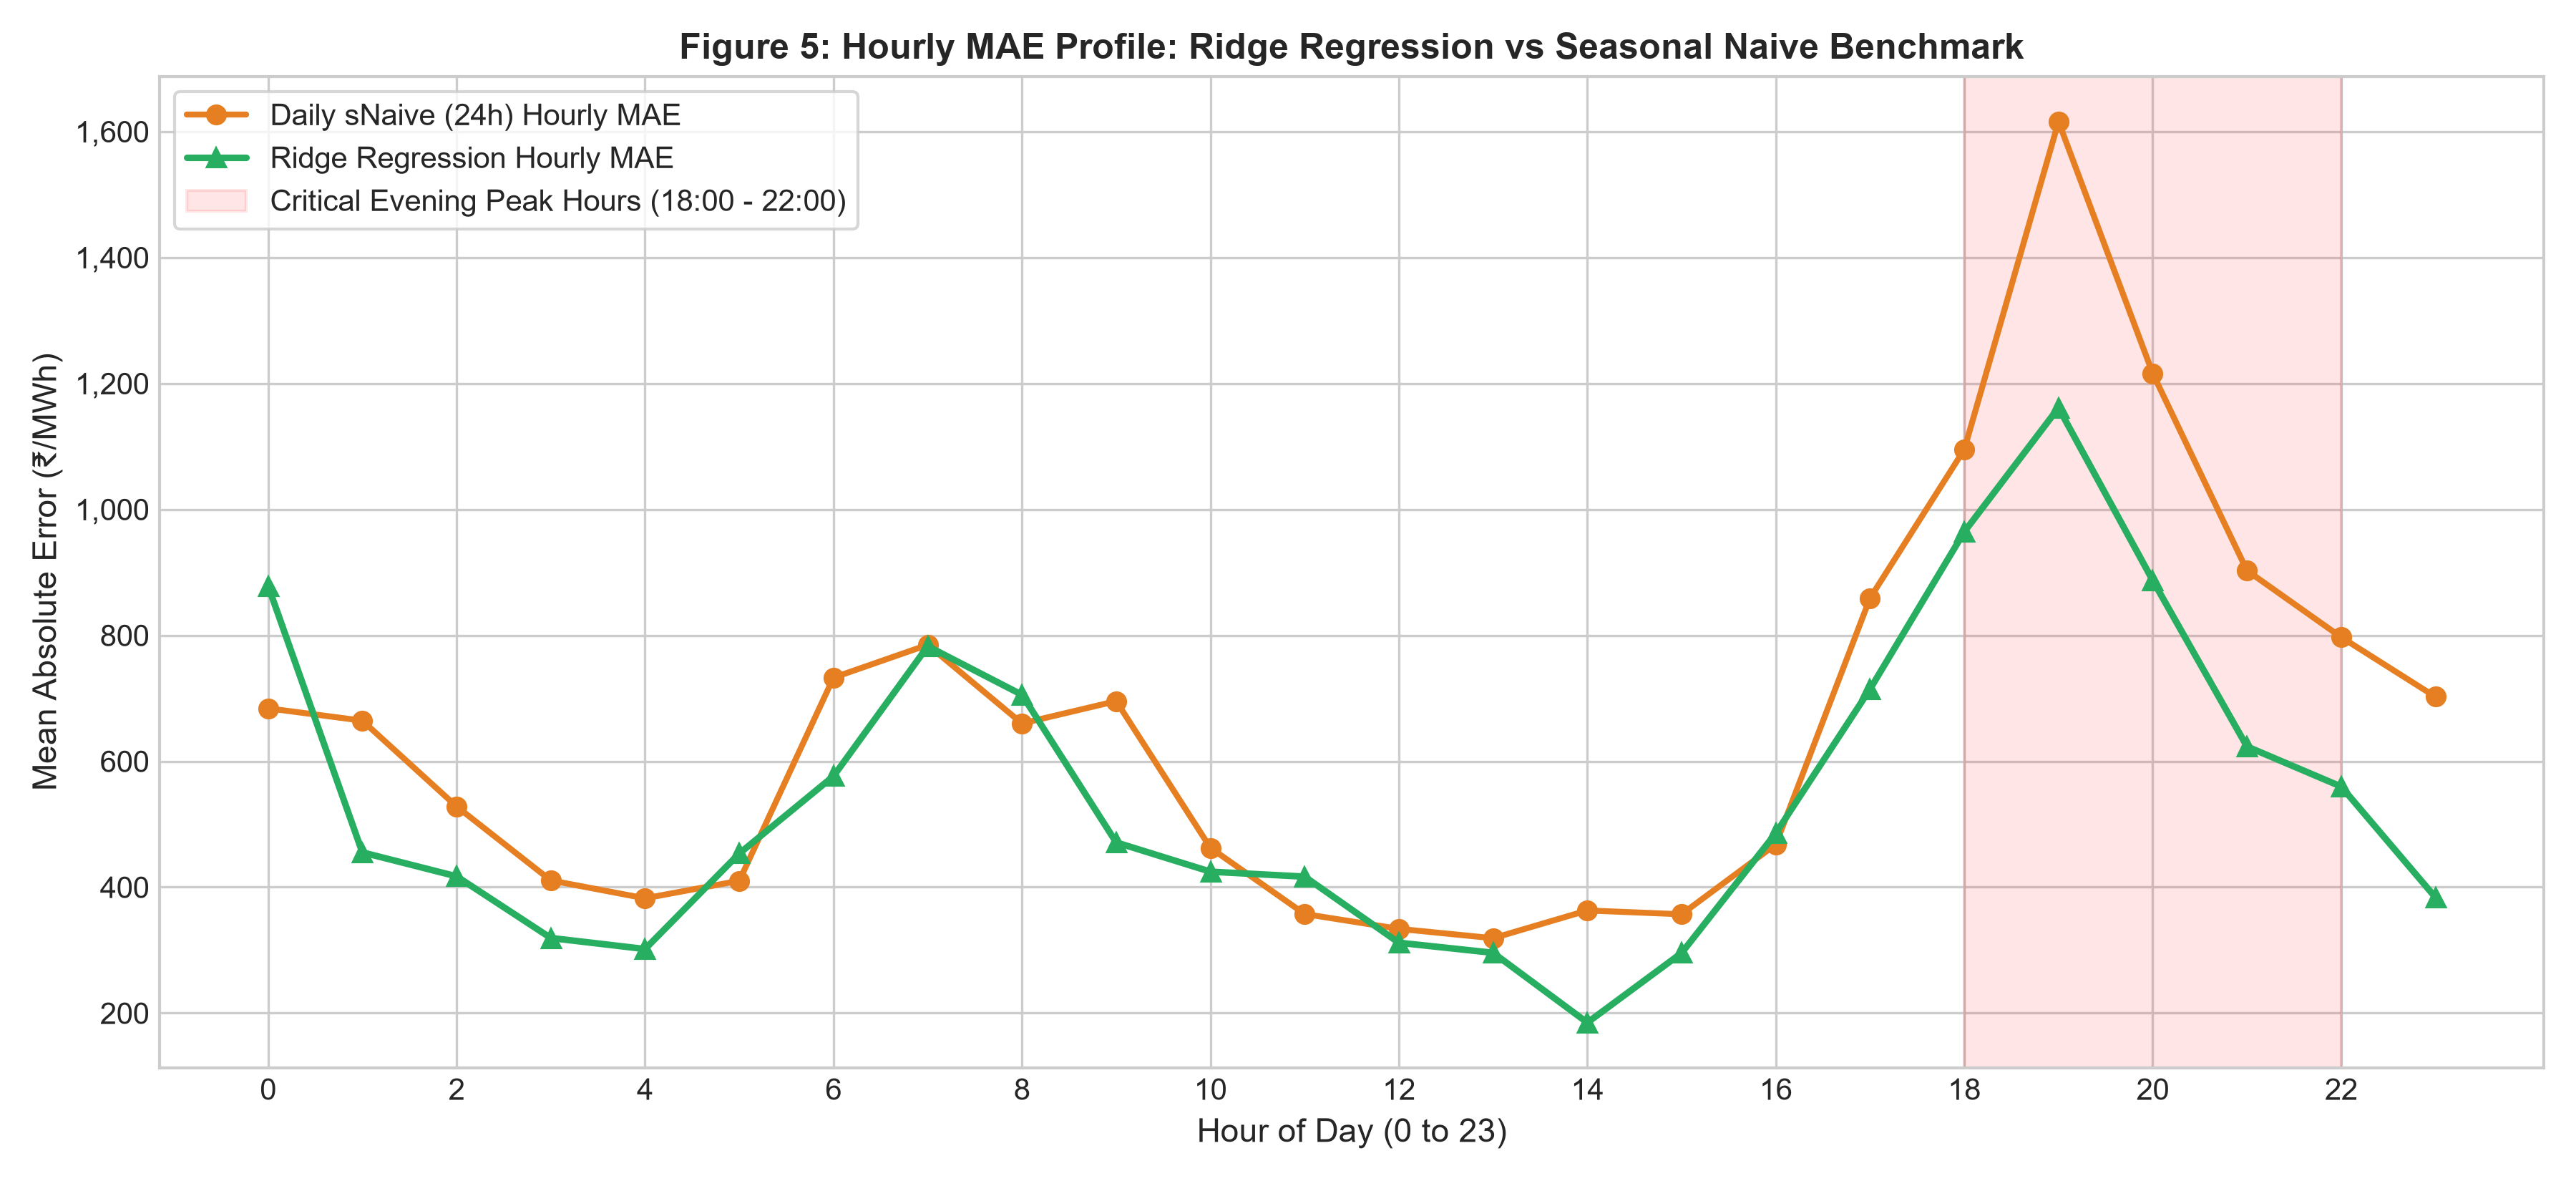 Figure 5: Hourly MAE Profile: Ridge Regression vs Seasonal Naive Benchmark
Daily sNaive (24h) Hourly MAE
Ridge Regression Hourly MAE
Critical Evening Peak Hours (18:00 - 22:00)
Mean Absolute Error (₹/MWh)
1,600
1,400
1,200
1,000
800
600
400
200
0 2 4 6 8 10 12 14 16 18 20 22
Hour of Day (0 to 23)